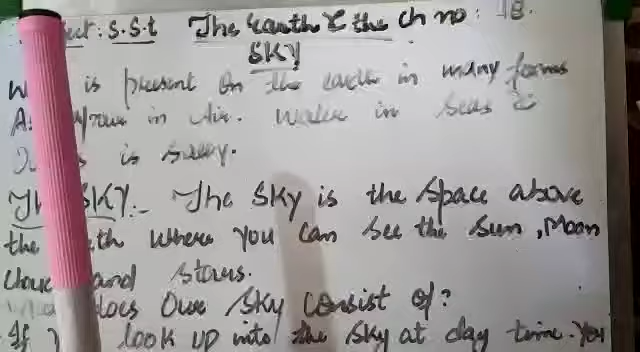 S.S.t The Earth & the ch no: 18.
SKY
is present on the earth in many forms
in Air. Water in Seas &
is
SKY:- The SKY is the space above
the where you can see the Sun, Moon
and stars.
does Our Sky Consist of?
If look up into the sky at day time. You